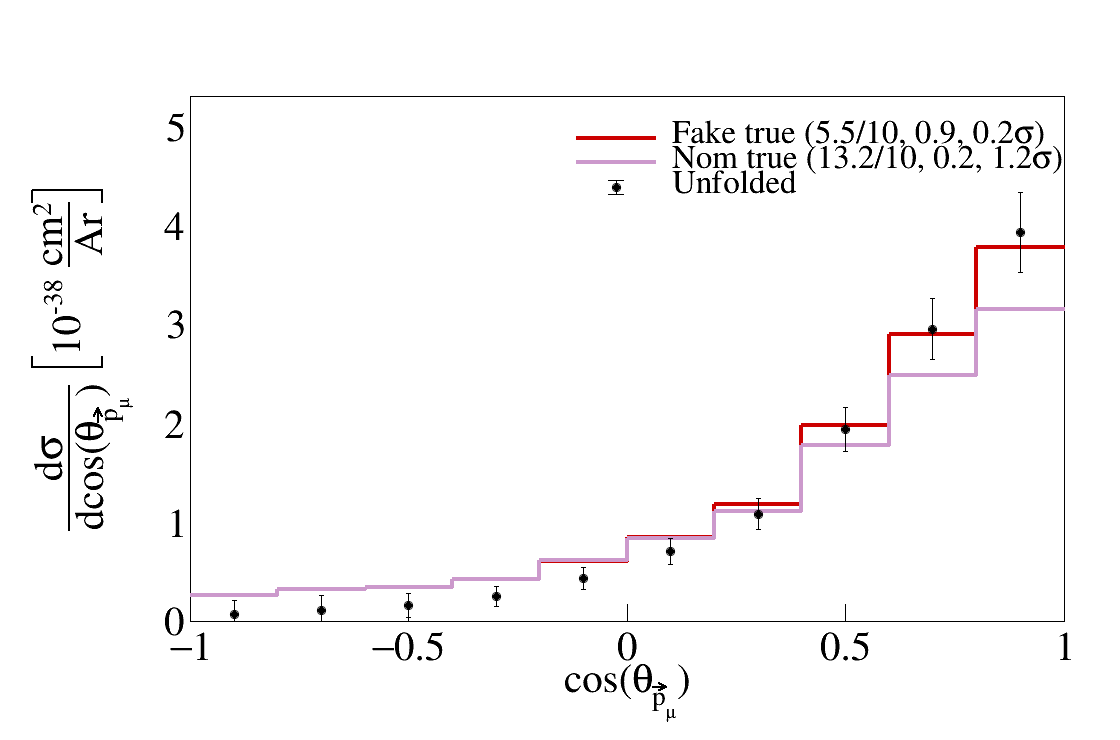 Fake true (5.5/10, 0.9, 0.2σ)
Nom true (13.2/10, 0.2, 1.2σ)
Unfolded
5
4
3
2
1
0
−1
−0.5
0
0.5
1
cos(θ p⃗ μ )
dσ / dcos(θ p⃗ μ ) [10⁻³⁸ cm² / Ar]